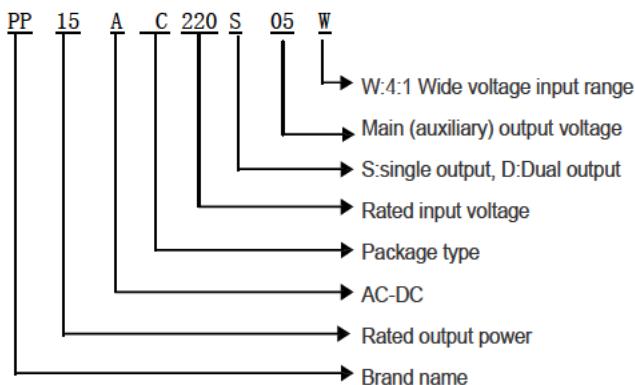 PP 15 A C 220 S 05 W
W:4:1 Wide voltage input range
Main (auxiliary) output voltage
S:single output, D:Dual output
Rated input voltage
Package type
AC-DC
Rated output power
Brand name